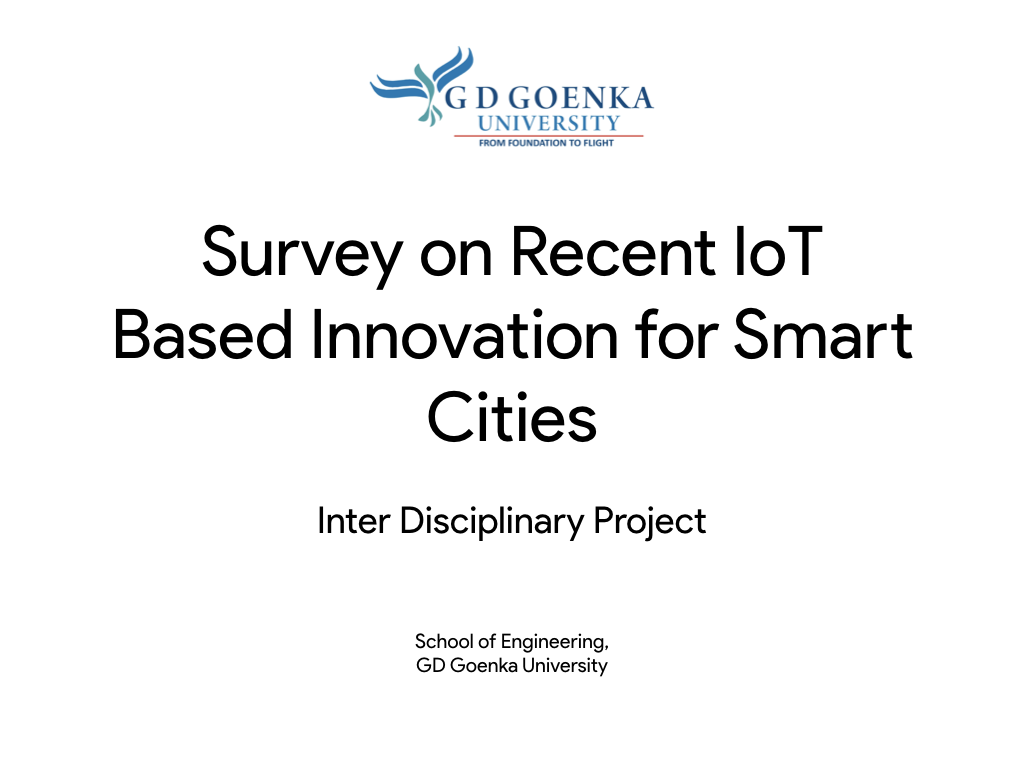 G D GOENKA
UNIVERSITY
FROM FOUNDATION TO FLIGHT
Survey on Recent IoT
Based Innovation for Smart
Cities
Inter Disciplinary Project
School of Engineering,
GD Goenka University